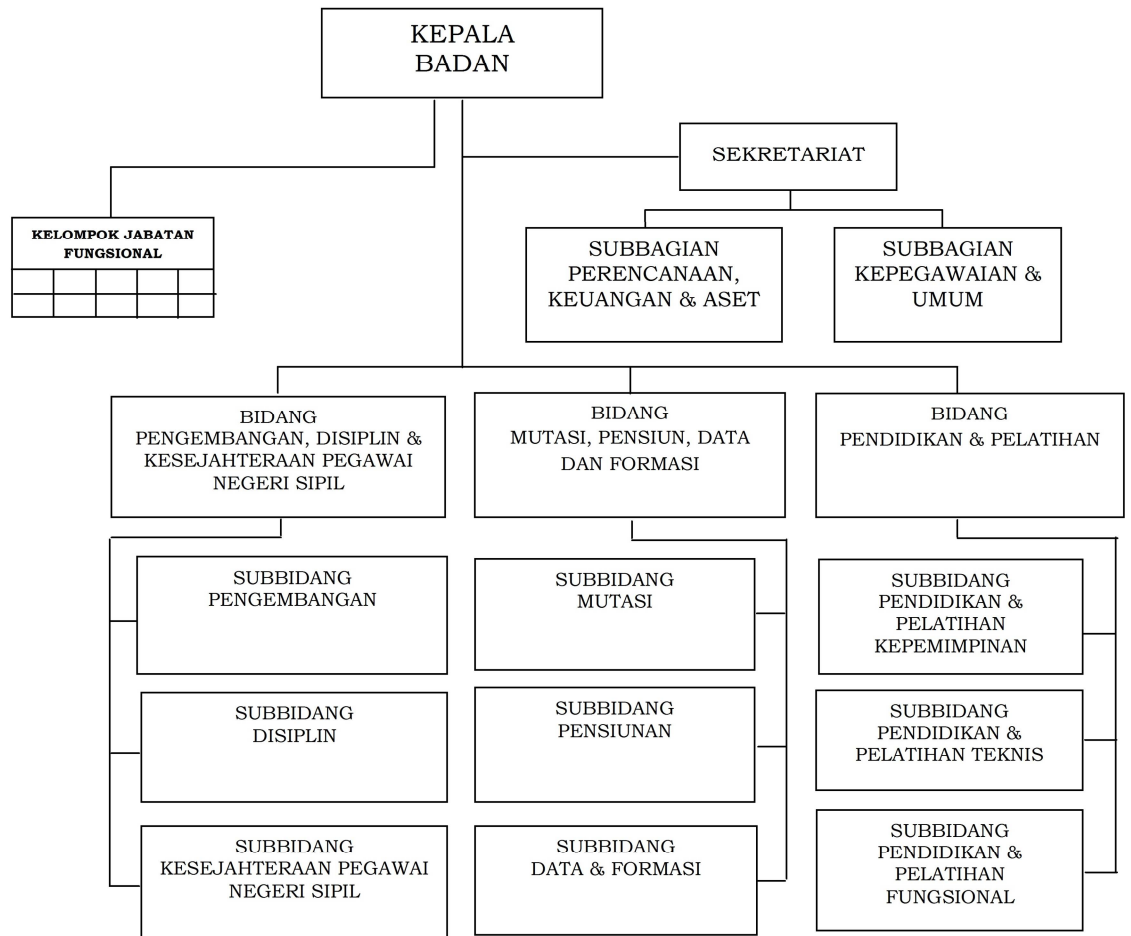 KEPALA
BADAN
SEKRETARIAT
KELOMPOK JABATAN
FUNGSIONAL
SUBBAGIAN
PERENCANAAN,
KEUANGAN & ASET
SUBBAGIAN
KEPEGAWAIAN &
UMUM
BIDANG
PENGEMBANGAN, DISIPLIN &
KESEJAHTERAAN PEGAWAI
NEGERI SIPIL
BIDANG
MUTASI, PENSIUN, DATA
DAN FORMASI
BIDANG
PENDIDIKAN & PELATIHAN
SUBBIDANG
PENGEMBANGAN
SUBBIDANG
MUTASI
SUBBIDANG
PENDIDIKAN &
PELATIHAN
KEPEMIMPINAN
SUBBIDANG
DISIPLIN
SUBBIDANG
PENSIUNAN
SUBBIDANG
PENDIDIKAN &
PELATIHAN TEKNIS
SUBBIDANG
KESEJAHTERAAN PEGAWAI
NEGERI SIPIL
SUBBIDANG
DATA & FORMASI
SUBBIDANG
PENDIDIKAN &
PELATIHAN
FUNGSIONAL